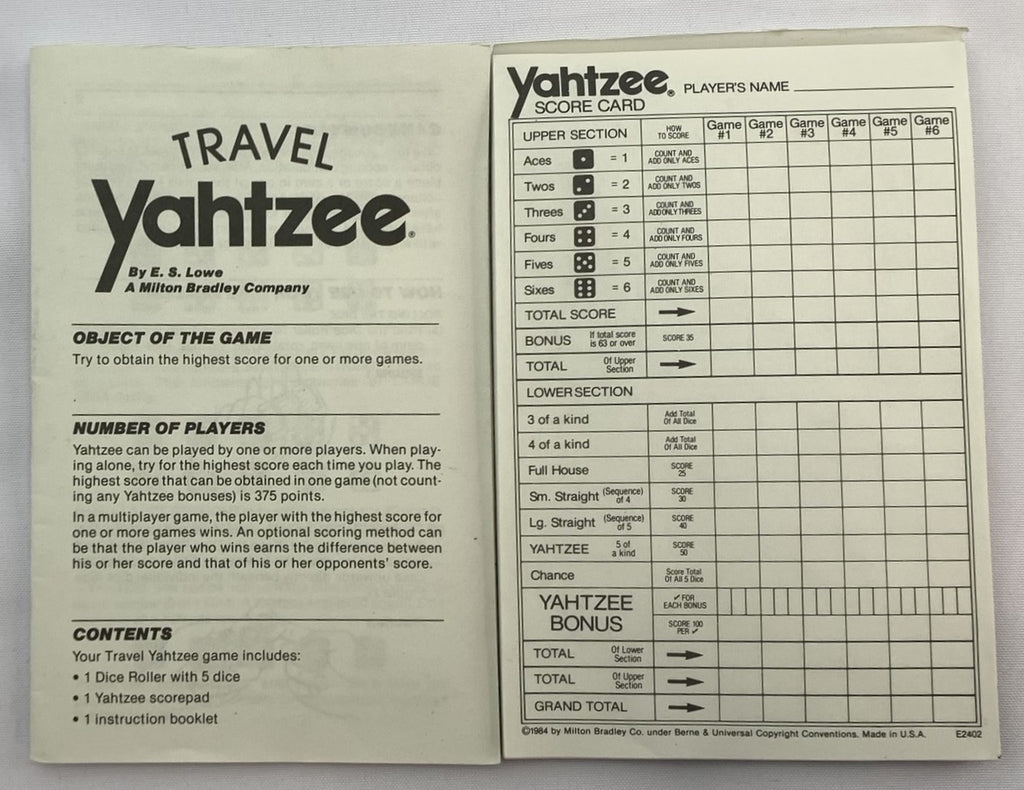 TRAVEL
Yahtzee®
By E. S. Lowe
A Milton Bradley Company
OBJECT OF THE GAME
Try to obtain the highest score for one or more games.
NUMBER OF PLAYERS
Yahtzee can be played by one or more players. When play-
ing alone, try for the highest score each time you play. The
highest score that can be obtained in one game (not count-
ing any Yahtzee bonuses) is 375 points.
In a multiplayer game, the player with the highest score for
one or more games wins. An optional scoring method can
be that the player who wins earns the difference between
his or her score and that of his or her opponents' score.
CONTENTS
Your Travel Yahtzee game includes:
• 1 Dice Roller with 5 dice
• 1 Yahtzee scorepad
• 1 instruction booklet
Yahtzee® PLAYER'S NAME
SCORE CARD
UPPER SECTION HOW TO SCORE Game #1 Game #2 Game #3 Game #4 Game #5 Game #6
Aces = 1 COUNT AND ADD ONLY ACES
Twos = 2 COUNT AND ADD ONLY TWOS
Threes = 3 COUNT AND ADD ONLY THREES
Fours = 4 COUNT AND ADD ONLY FOURS
Fives = 5 COUNT AND ADD ONLY FIVES
Sixes = 6 COUNT AND ADD ONLY SIXES
TOTAL SCORE
BONUS If total score is 63 or over SCORE 35
TOTAL Of Upper Section
LOWER SECTION
3 of a kind Add Total Of All Dice
4 of a kind Add Total Of All Dice
Full House SCORE 25
Sm. Straight (Sequence) of 4 SCORE 30
Lg. Straight (Sequence) of 5 SCORE 40
YAHTZEE 5 of a kind SCORE 50
Chance Score Total Of All 5 Dice
YAHTZEE BONUS ✓ FOR EACH BONUS
SCORE 100 PER ✓
TOTAL Of Lower Section
TOTAL Of Upper Section
GRAND TOTAL
©1984 by Milton Bradley Co. under Berne & Universal Copyright Conventions. Made in U.S.A. E2402